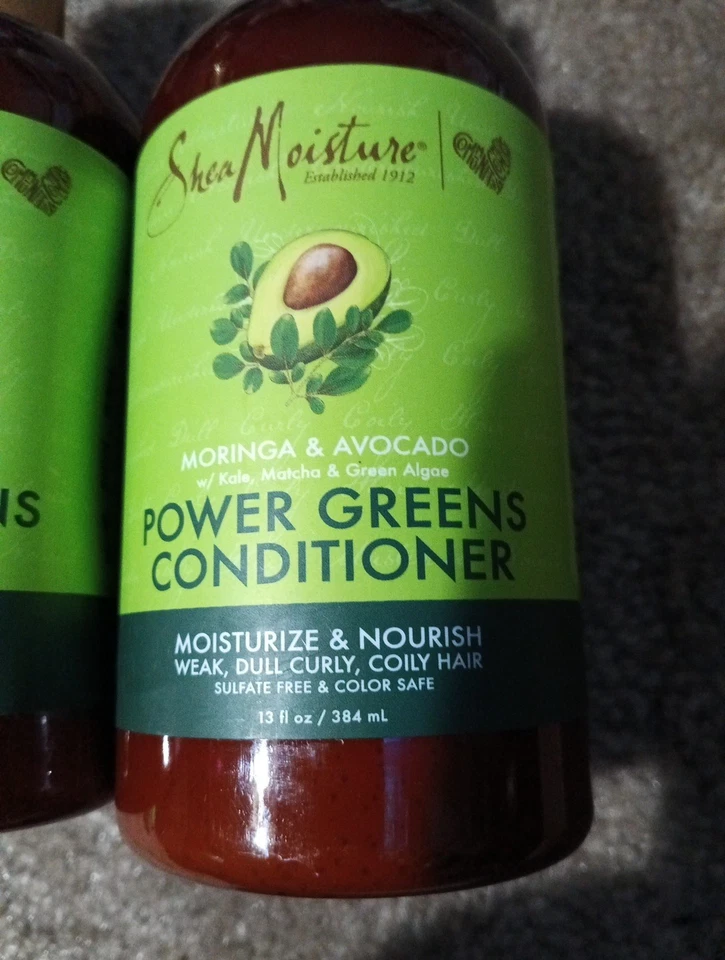 SheaMoisture®
Established 1912
MORINGA & AVOCADO
w/ Kale, Matcha & Green Algae
POWER GREENS
CONDITIONER
MOISTURIZE & NOURISH
WEAK, DULL CURLY, COILY HAIR
SULFATE FREE & COLOR SAFE
13 fl oz / 384 mL
NS